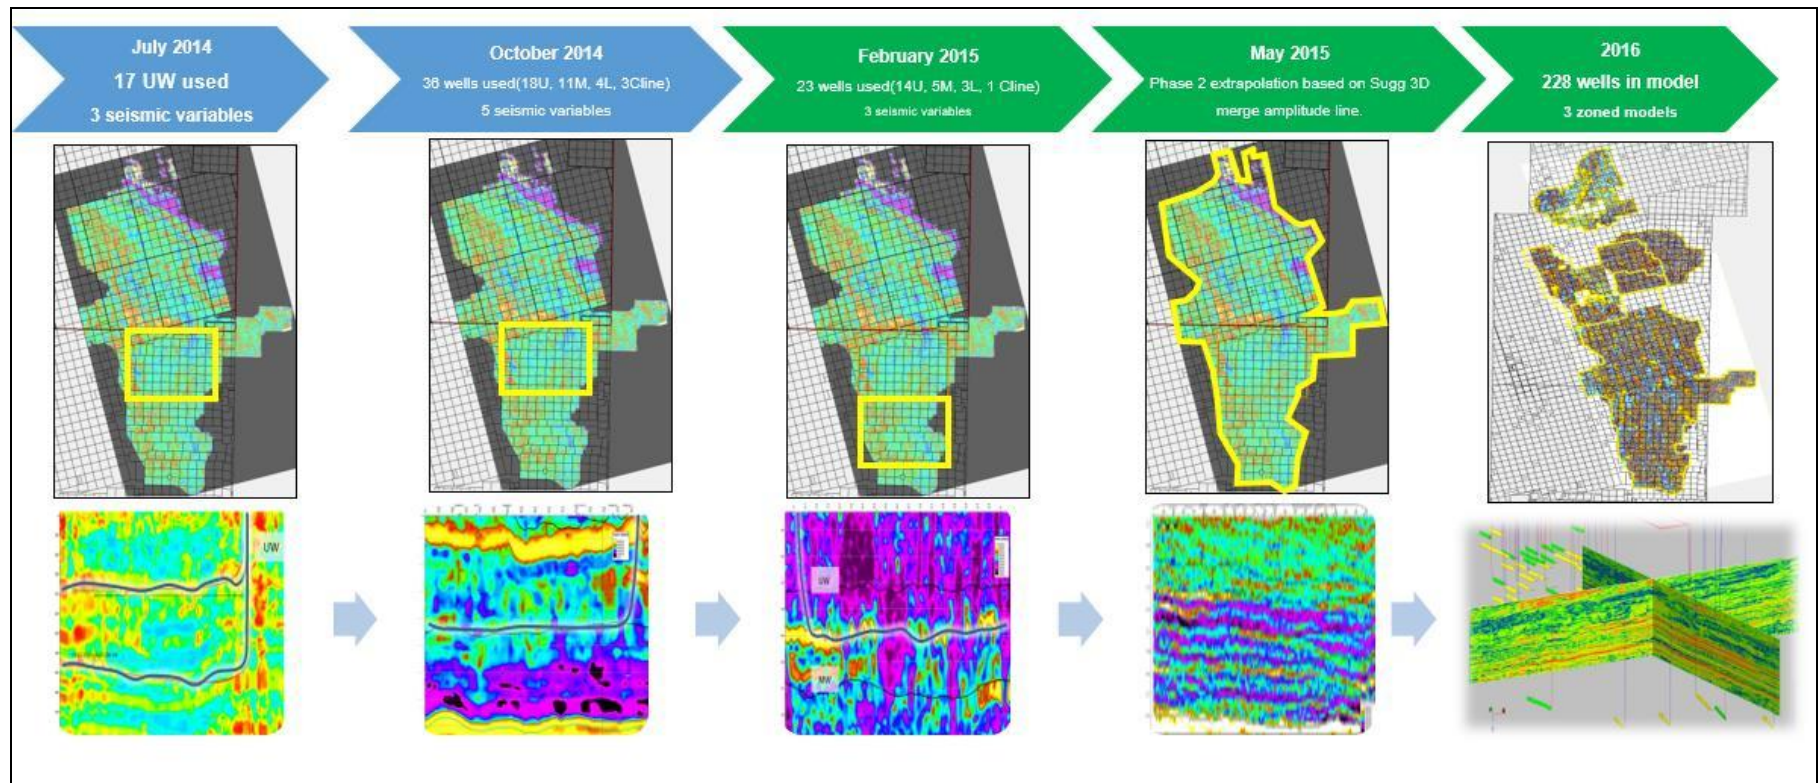 July 2014
17 UW used
3 seismic variables
October 2014
36 wells used(18U, 11M, 4L, 3Cline)
5 seismic variables
February 2015
23 wells used(14U, 5M, 3L, 1 Cline)
3 seismic variables
May 2015
Phase 2 extrapolation based on Sugg 3D
merge amplitude line.
2016
228 wells in model
3 zoned models
UW
UW
MW